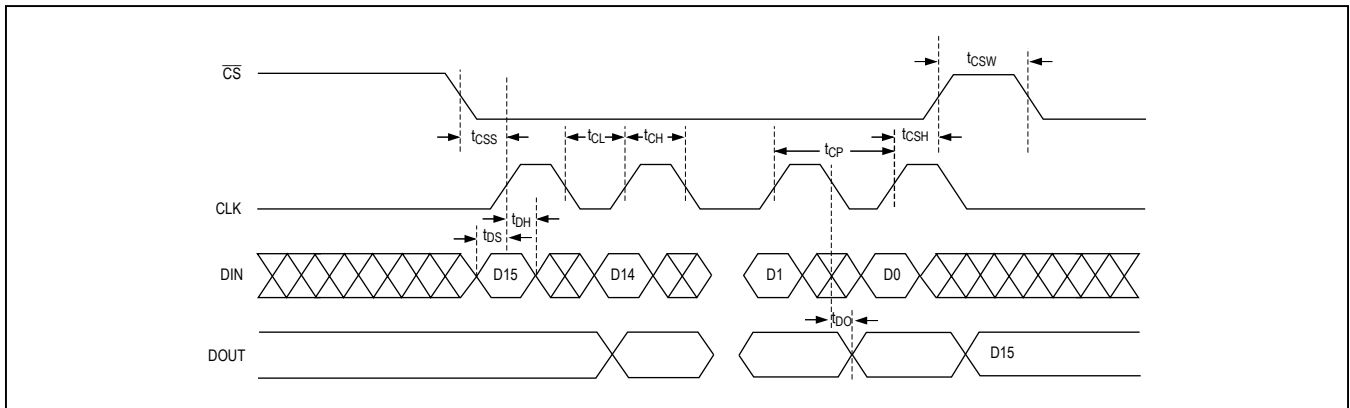 CS
tCSW
tCSS
tCL
tCH
tCP
tCSH
CLK
tDH
tDS
DIN
D15
D14
D1
D0
tDO
DOUT
D15